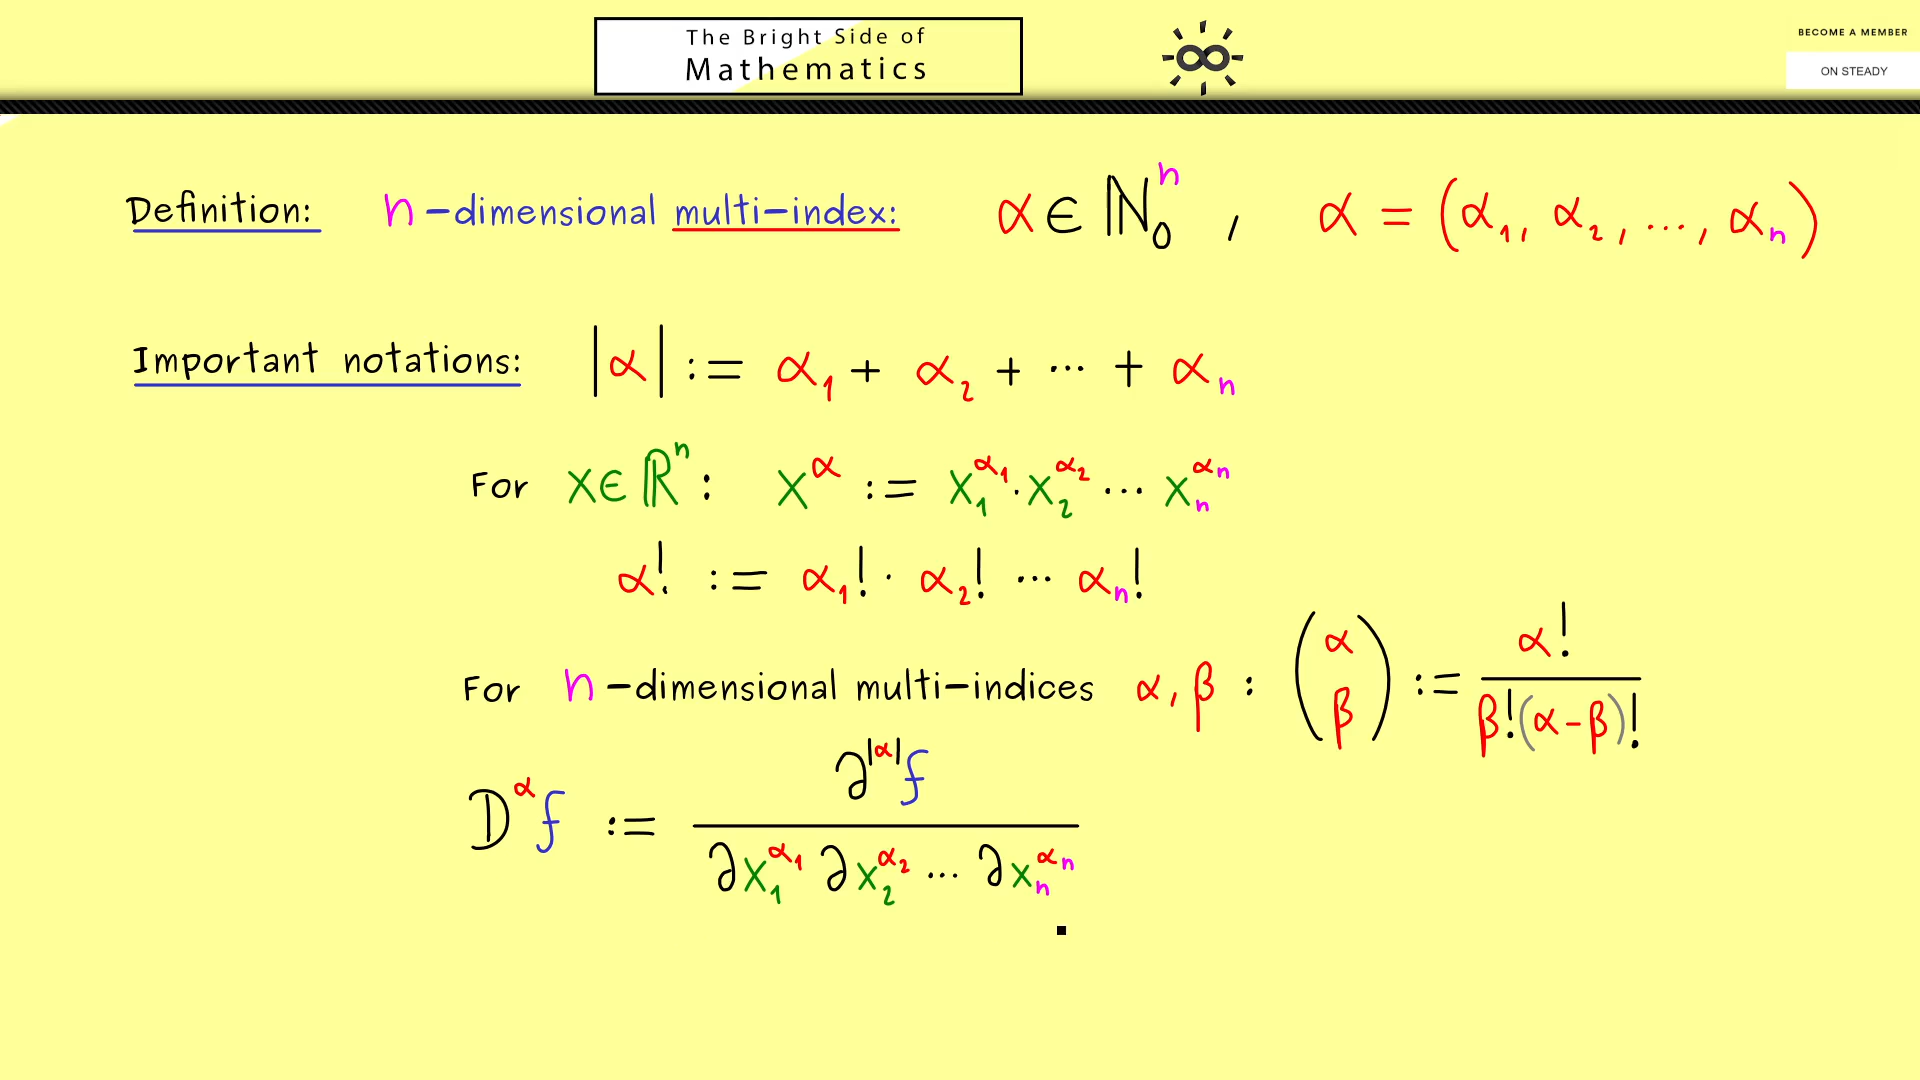 The Bright Side of
Mathematics
BECOME A MEMBER
ON STEADY
Definition: n-dimensional multi-index: α ∈ ℕ₀ⁿ , α = (α₁, α₂, ..., αₙ)
Important notations: |α| := α₁ + α₂ + ⋯ + αₙ
For x∈ℝⁿ: x^α := x₁^α₁ · x₂^α₂ ⋯ xₙ^αₙ
α! := α₁! · α₂! ⋯ αₙ!
For n-dimensional multi-indices α, β : (α β) := α! / β!(α-β)!
D^α f := ∂^|α| f / ∂x₁^α₁ ∂x₂^α₂ ⋯ ∂xₙ^αₙ